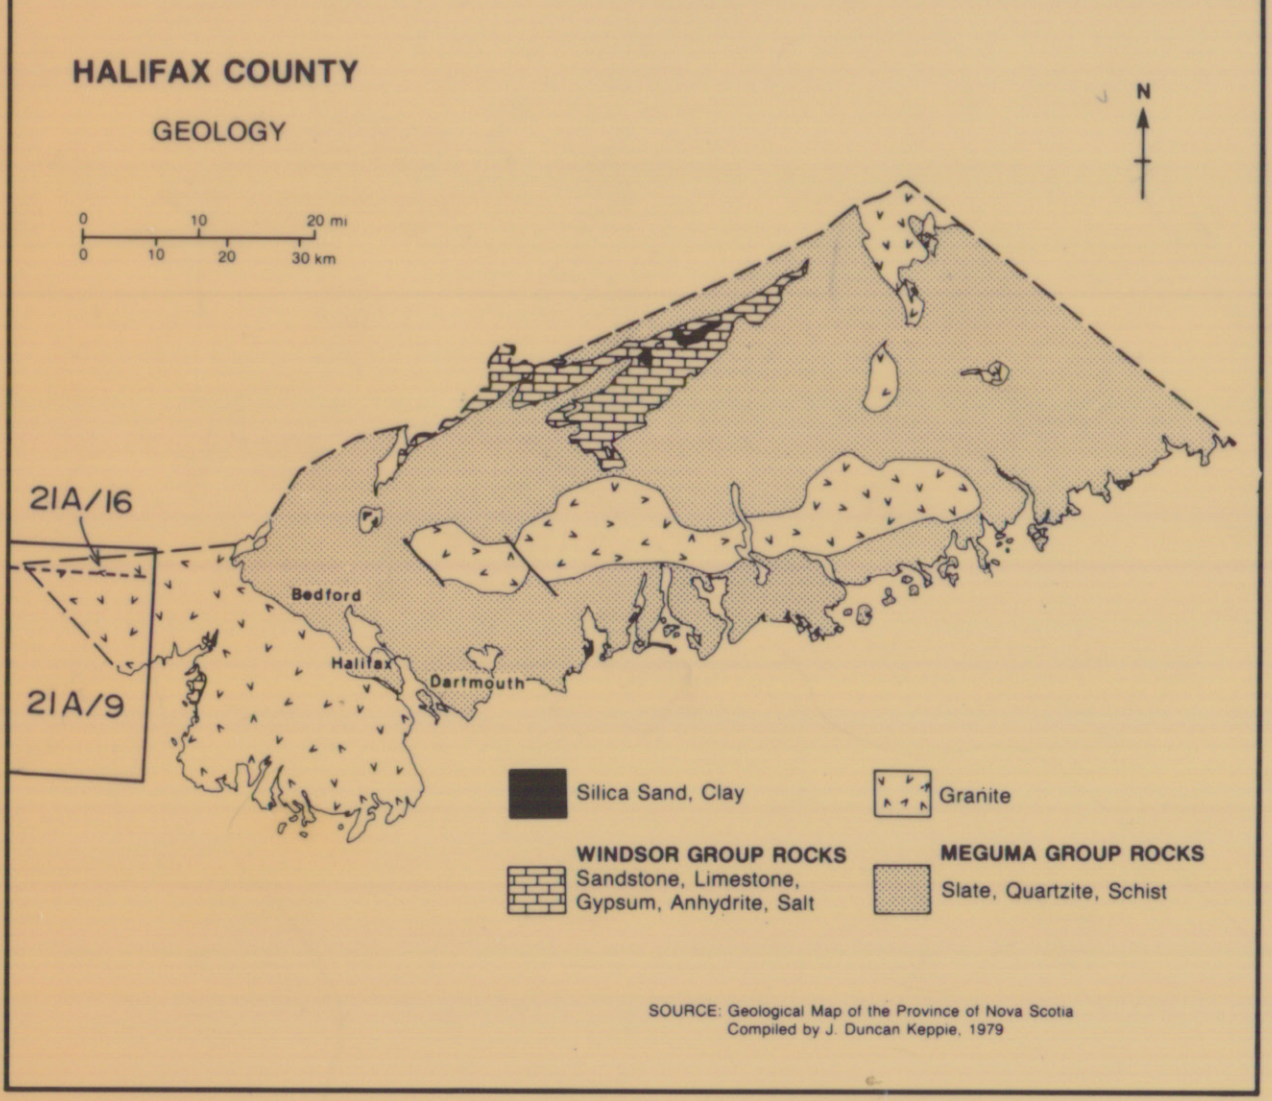 HALIFAX COUNTY
GEOLOGY
N
0 10 20 mi
0 10 20 30 km
21A/16
Bedford
Halifax
Dartmouth
21A/9
Silica Sand, Clay
Granite
WINDSOR GROUP ROCKS
Sandstone, Limestone,
Gypsum, Anhydrite, Salt
MEGUMA GROUP ROCKS
Slate, Quartzite, Schist
SOURCE: Geological Map of the Province of Nova Scotia
Compiled by J. Duncan Keppie, 1979